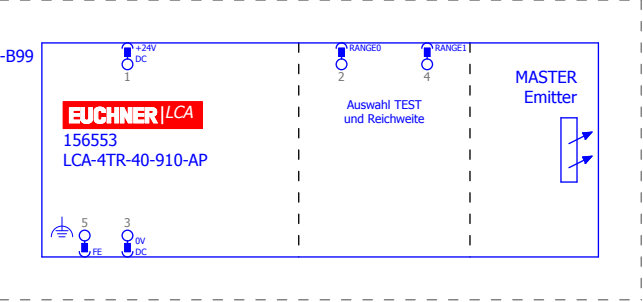 -B99
+24V
DC
1
RANGE0
2
RANGE1
4
MASTER
Emitter
EUCHNER|LCA
156553
LCA-4TR-40-910-AP
Auswahl TEST
und Reichweite
5
FE
3
0V
DC